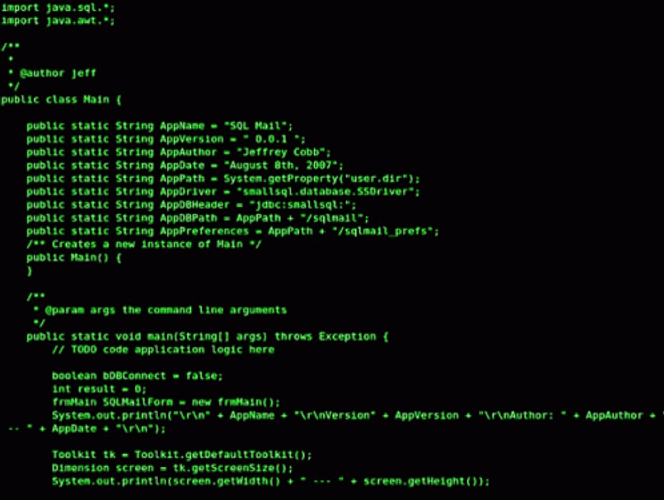 import java.sql.*;
import java.awt.*;
/**
*
* @author jeff
*/
public class Main {
public static String AppName = "SQL Mail";
public static String AppVersion = " 0.0.1 ";
public static String AppAuthor = "Jeffrey Cobb";
public static String AppDate = "August 8th, 2007";
public static String AppPath = System.getProperty("user.dir");
public static String AppDriver = "smallsql.database.SSDriver";
public static String AppDBHeader = "jdbc:smallsql:";
public static String AppDBPath = AppPath + "/sqlmail";
public static String AppPreferences = AppPath + "/sqlmail_prefs";
/** Creates a new instance of Main */
public Main() {
}
/**
* @param args the command line arguments
*/
public static void main(String[] args) throws Exception {
// TODO code application logic here
boolean bDBConnect = false;
int result = 0;
frmMain SQLMailForm = new frmMain();
System.out.println("\r\n" + AppName + "\r\nVersion" + AppVersion + "\r\nAuthor: " + AppAuthor + "
-- " + AppDate + "\r\n");
Toolkit tk = Toolkit.getDefaultToolkit();
Dimension screen = tk.getScreenSize();
System.out.println(screen.getWidth() + " --- " + screen.getHeight());